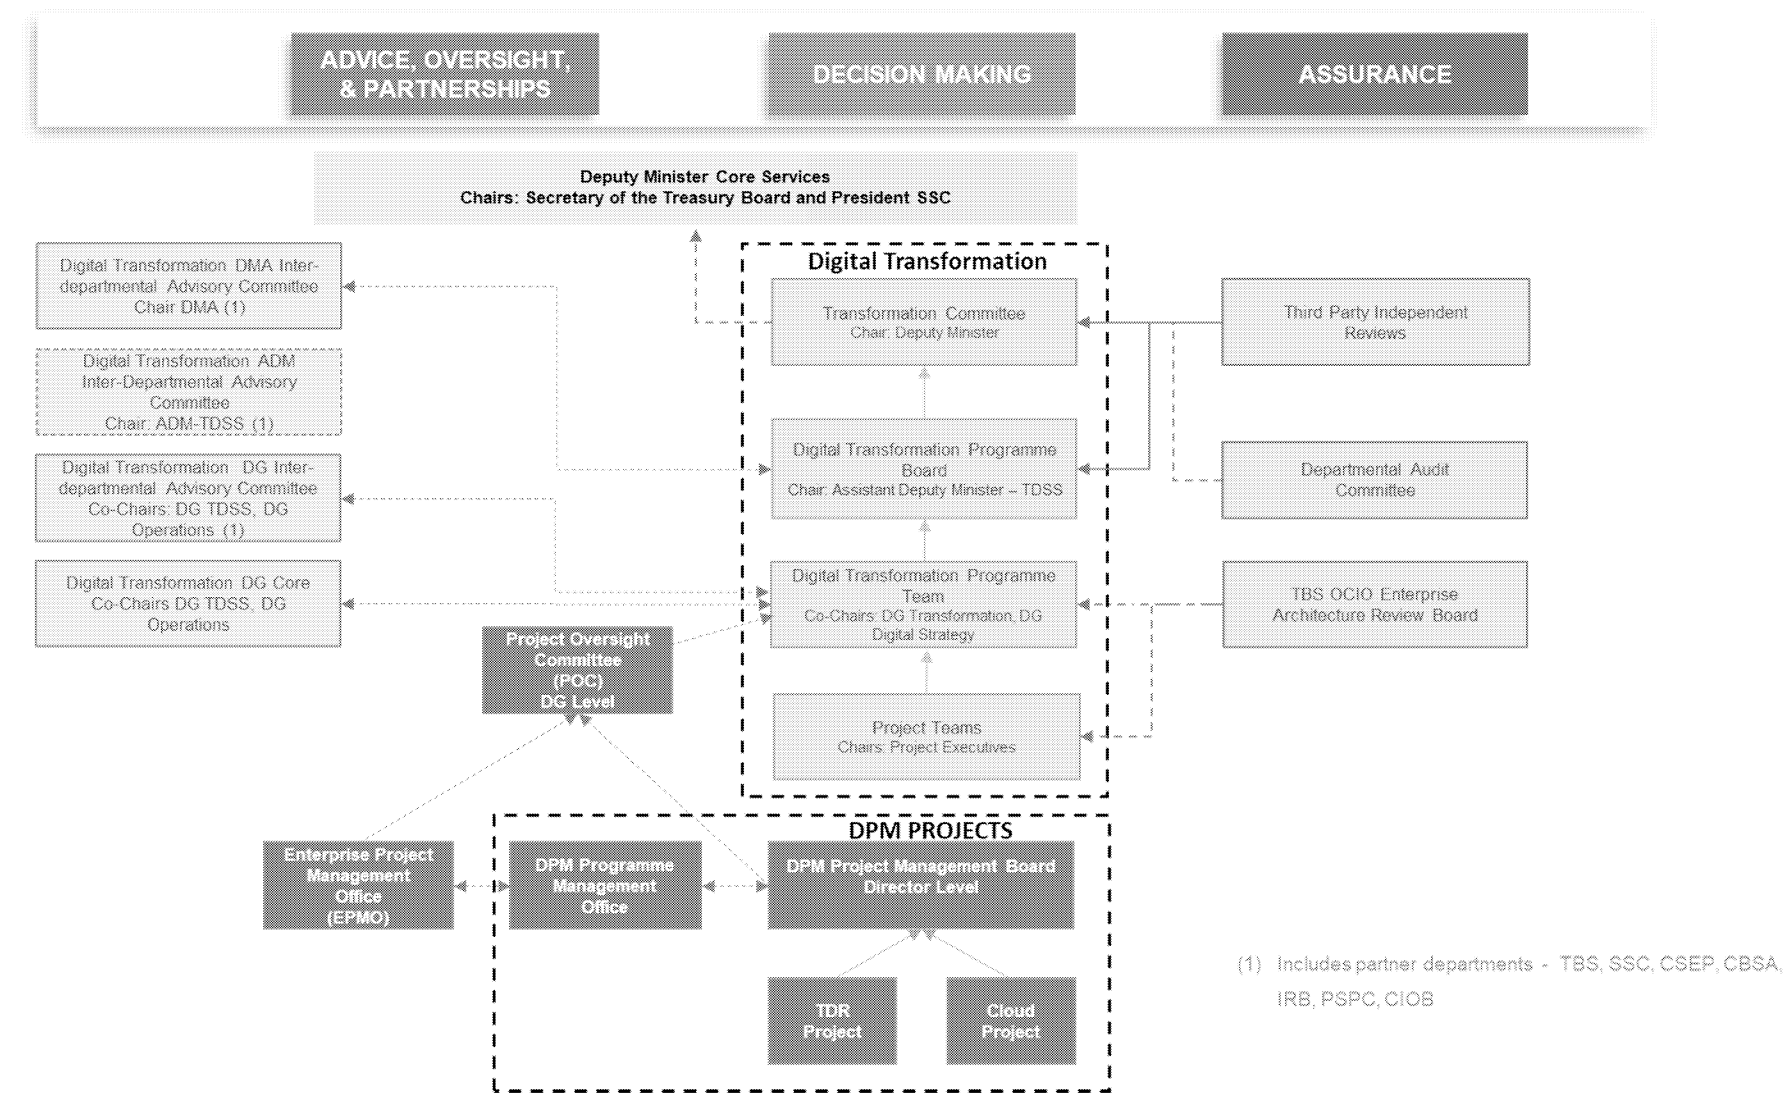 ADVICE, OVERSIGHT,
& PARTNERSHIPS
DECISION MAKING
ASSURANCE
Deputy Minister Core Services
Chairs: Secretary of the Treasury Board and President SSC
Digital Transformation DMA Inter-
departmental Advisory Committee
Chair DMA (1)
Digital Transformation ADM
Inter-Departmental Advisory
Committee
Chair: ADM-TDSS (1)
Digital Transformation DG Inter-
departmental Advisory Committee
Co-Chairs: DG TDSS, DG
Operations (1)
Digital Transformation DG Core
Co-Chairs DG TDSS, DG
Operations
Digital Transformation
Transformation Committee
Chair: Deputy Minister
Digital Transformation Programme
Board
Chair: Assistant Deputy Minister – TDSS
Digital Transformation Programme
Team
Co-Chairs: DG Transformation, DG
Digital Strategy
Project Teams
Chairs: Project Executives
Third Party Independent
Reviews
Departmental Audit
Committee
TBS OCIO Enterprise
Architecture Review Board
Project Oversight
Committee
(POC)
DG Level
DPM PROJECTS
Enterprise Project
Management
Office
(EPMO)
DPM Programme
Management
Office
DPM Project Management Board
Director Level
TDR
Project
Cloud
Project
(1) Includes partner departments - TBS, SSC, CSEP, CBSA,
IRB, PSPC, CIOB